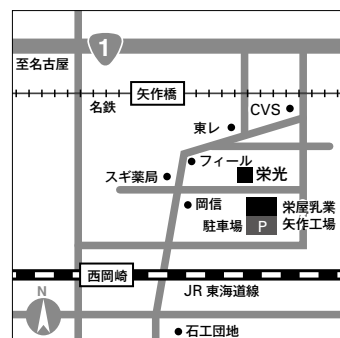 1
至名古屋
矢作橋
名鉄
CVS
東レ
フィール
栄光
スギ薬局
岡信
栄屋乳業
矢作工場
駐車場
P
西岡崎
JR 東海道線
N
石工団地